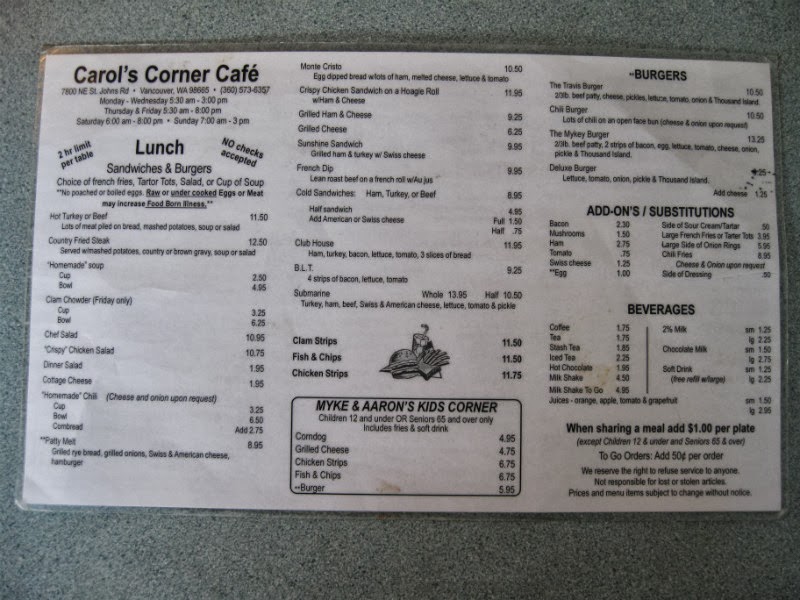 Carol's Corner Café
7800 NE St. Johns Rd • Vancouver, WA 98665 • (360) 573-6357
Monday - Wednesday 5:30 am - 3:00 pm
Thursday & Friday 5:30 am - 8:00 pm
Saturday 6:00 am - 8:00 pm • Sunday 7:00 am - 3 pm
2 hr limit per table
Lunch
NO checks accepted
Sandwiches & Burgers
Choice of french fries, Tartor Tots, Salad, or Cup of Soup
**No poached or boiled eggs. Raw or under cooked Eggs or Meat
may increase Food Born Illness.**
Hot Turkey or Beef 11.50
Lots of meat piled on bread, mashed potatoes, soup or salad
Country Fried Steak 12.50
Served w/mashed potatoes, country or brown gravy, soup or salad
"Homemade" soup
Cup 2.50
Bowl 4.95
Clam Chowder (Friday only)
Cup 3.25
Bowl 6.25
Chef Salad 10.95
"Crispy" Chicken Salad 10.75
Dinner Salad 1.95
Cottage Cheese 1.95
"Homemade" Chili (Cheese and onion upon request)
Cup 3.25
Bowl 6.50
Cornbread Add 2.75
**Patty Melt 8.95
Grilled rye bread, grilled onions, Swiss & American cheese,
hamburger
Monte Cristo 10.50
Egg dipped bread w/lots of ham, melted cheese, lettuce & tomato
Crispy Chicken Sandwich on a Hoagie Roll 11.95
w/Ham & Cheese
Grilled Ham & Cheese 9.25
Grilled Cheese 6.25
Sunshine Sandwich 9.95
Grilled ham & turkey w/ Swiss cheese
French Dip 9.95
Lean roast beef on a french roll w/Au jus
Cold Sandwiches: Ham, Turkey, or Beef 8.95
Half sandwich 4.95
Add American or Swiss cheese Full 1.50
Half .75
Club House 11.95
Ham, turkey, bacon, lettuce, tomato, 3 slices of bread
B.L.T. 9.25
4 strips of bacon, lettuce, tomato
Submarine Whole 13.95 Half 10.50
Turkey, ham, beef, Swiss & American cheese, lettuce, tomato & pickle
Clam Strips 11.50
Fish & Chips 11.50
Chicken Strips 11.75
MYKE & AARON'S KIDS CORNER
Children 12 and under OR Seniors 65 and over only
Includes fries & soft drink
Corndog 4.95
Grilled Cheese 4.75
Chicken Strips 6.75
Fish & Chips 6.75
**Burger 5.95
**BURGERS
The Travis Burger 10.50
2/3lb. beef patty, cheese, pickles, lettuce, tomato, onion & Thousand Island.
Chili Burger 10.50
Lots of chili on an open face bun (cheese & onion upon request)
The Mykey Burger 13.25
2/3lb. beef patty, 2 strips of bacon, egg, lettuce, tomato, cheese, onion,
pickle & Thousand Island.
Deluxe Burger
Lettuce, tomato, onion, pickle & Thousand Island.
Add cheese 1.25
ADD-ON'S / SUBSTITUTIONS
Bacon 2.30
Mushrooms 1.50
Ham 2.75
Tomato .75
Swiss cheese 1.25
**Egg 1.00
Side of Sour Cream/Tartar .50
Large French Fries or Tarter Tots 3.95
Large Side of Onion Rings 5.95
Chili Fries 8.95
Cheese & Onion upon request
Side of Dressing .50
BEVERAGES
Coffee 1.75
Tea 1.75
Stash Tea 1.85
Iced Tea 2.25
Hot Chocolate 1.95
Milk Shake 4.50
Milk Shake To Go 4.95
2% Milk sm 1.25
lg 2.25
Chocolate Milk sm 1.50
lg 2.75
Soft Drink sm 1.25
(free refill w/large) lg 2.25
Juices - orange, apple, tomato & grapefruit sm 1.50
lg 2.95
When sharing a meal add $1.00 per plate
(except Children 12 & under and Seniors 65 & over)
To Go Orders: Add 50¢ per order
We reserve the right to refuse service to anyone.
Not responsible for lost or stolen articles.
Prices and menu items subject to change without notice.